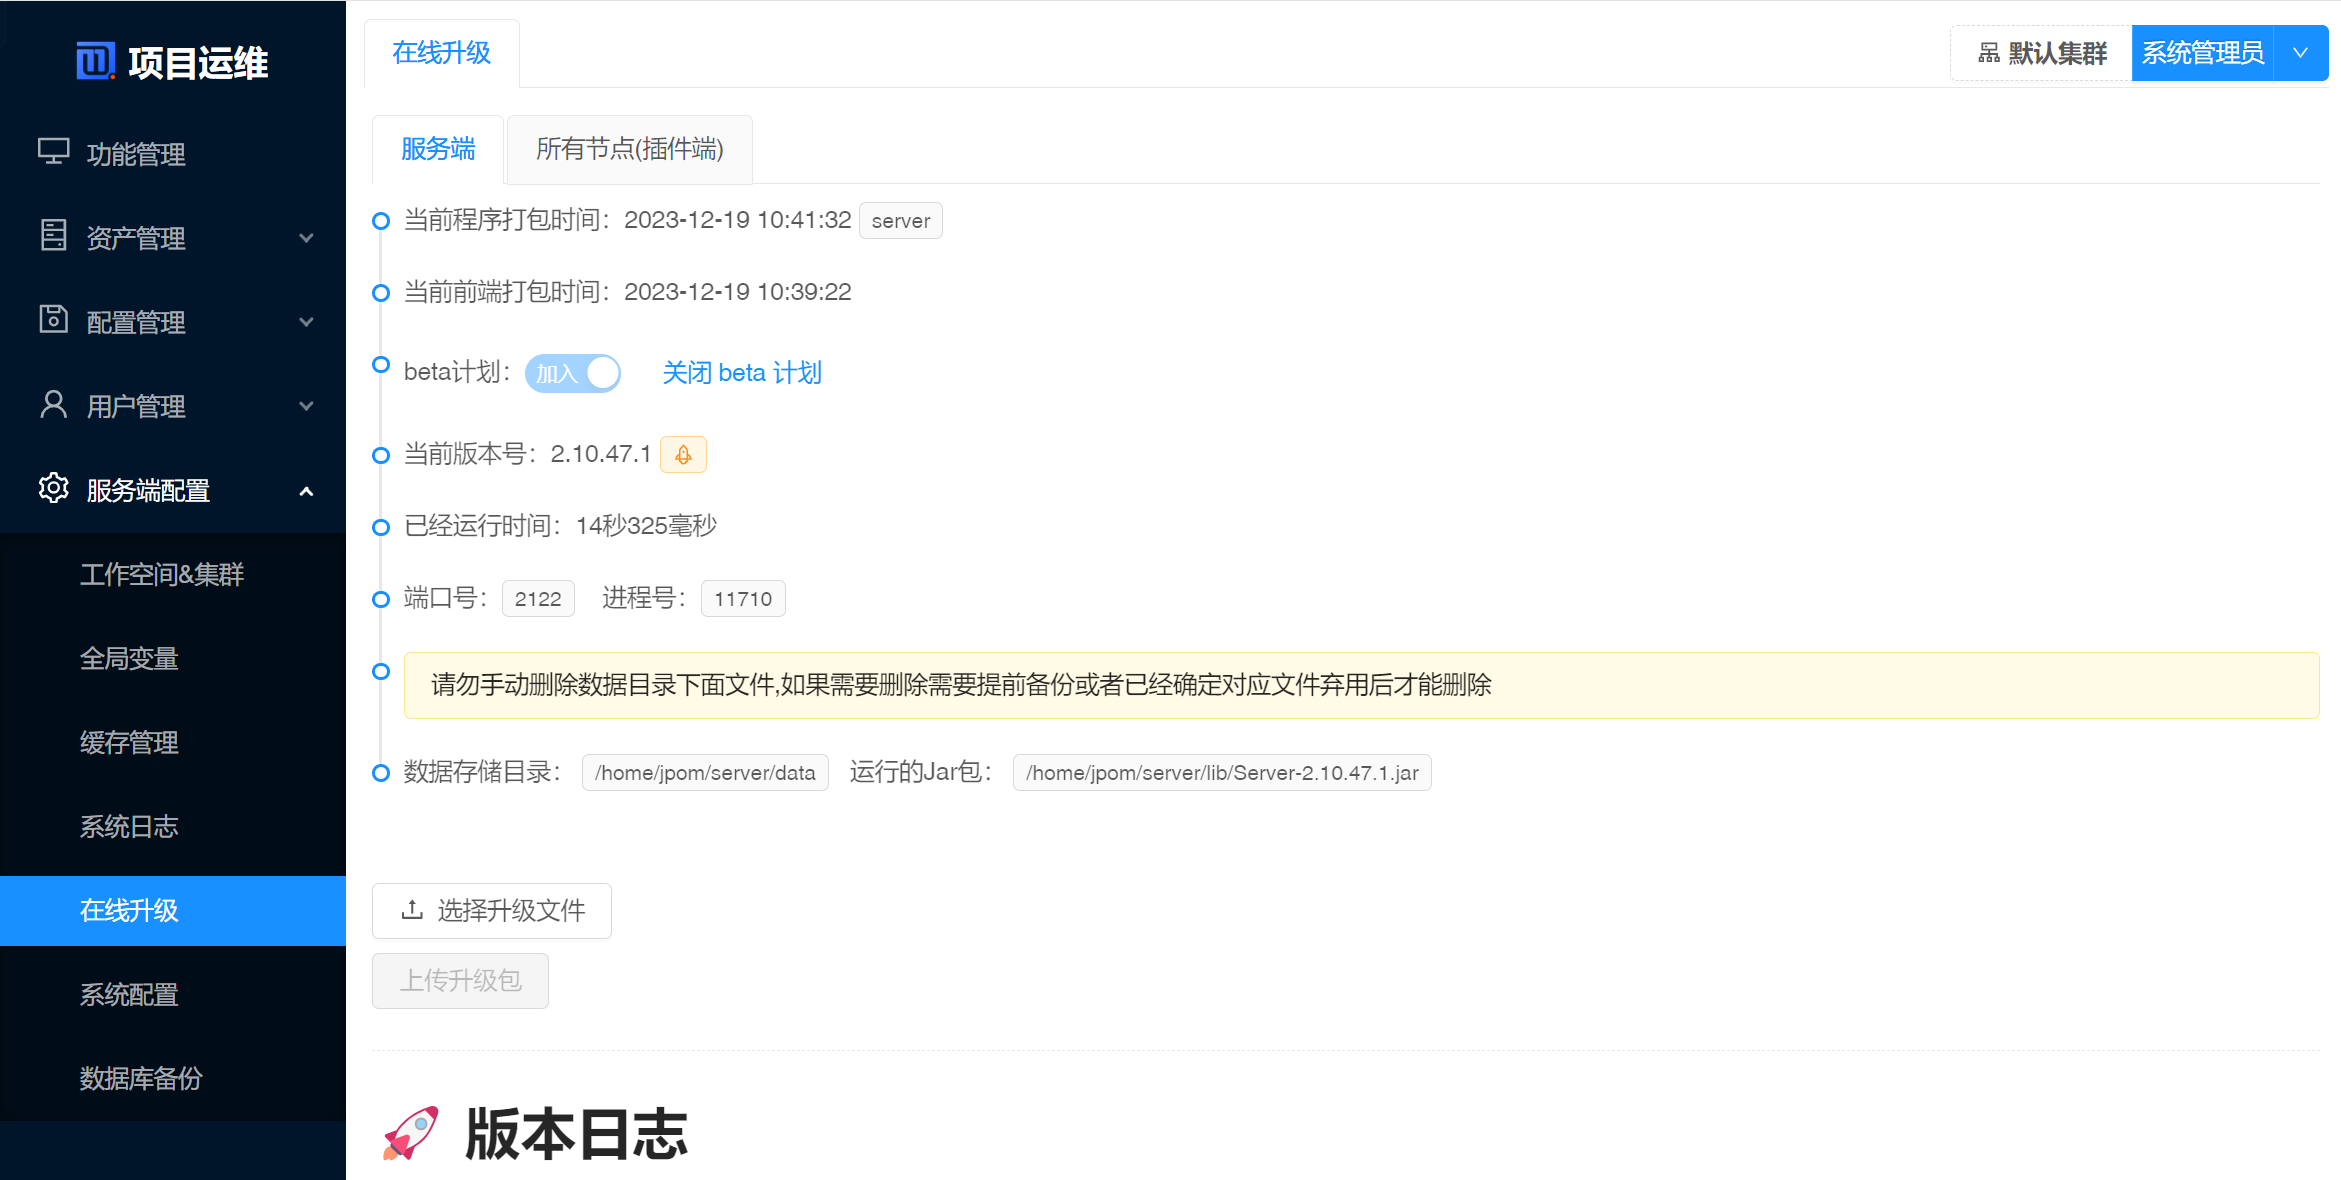 项目运维
功能管理
资产管理
配置管理
用户管理
服务端配置
工作空间&集群
全局变量
缓存管理
系统日志
在线升级
系统配置
数据库备份
在线升级
默认集群 系统管理员
服务端 所有节点(插件端)
当前程序打包时间：2023-12-19 10:41:32 server
当前前端打包时间：2023-12-19 10:39:22
beta计划： 加入 关闭 beta 计划
当前版本号：2.10.47.1
已经运行时间：14秒325毫秒
端口号： 2122 进程号： 11710
请勿手动删除数据目录下面文件,如果需要删除需要提前备份或者已经确定对应文件弃用后才能删除
数据存储目录： /home/jpom/server/data 运行的Jar包： /home/jpom/server/lib/Server-2.10.47.1.jar
选择升级文件
上传升级包
🚀 版本日志